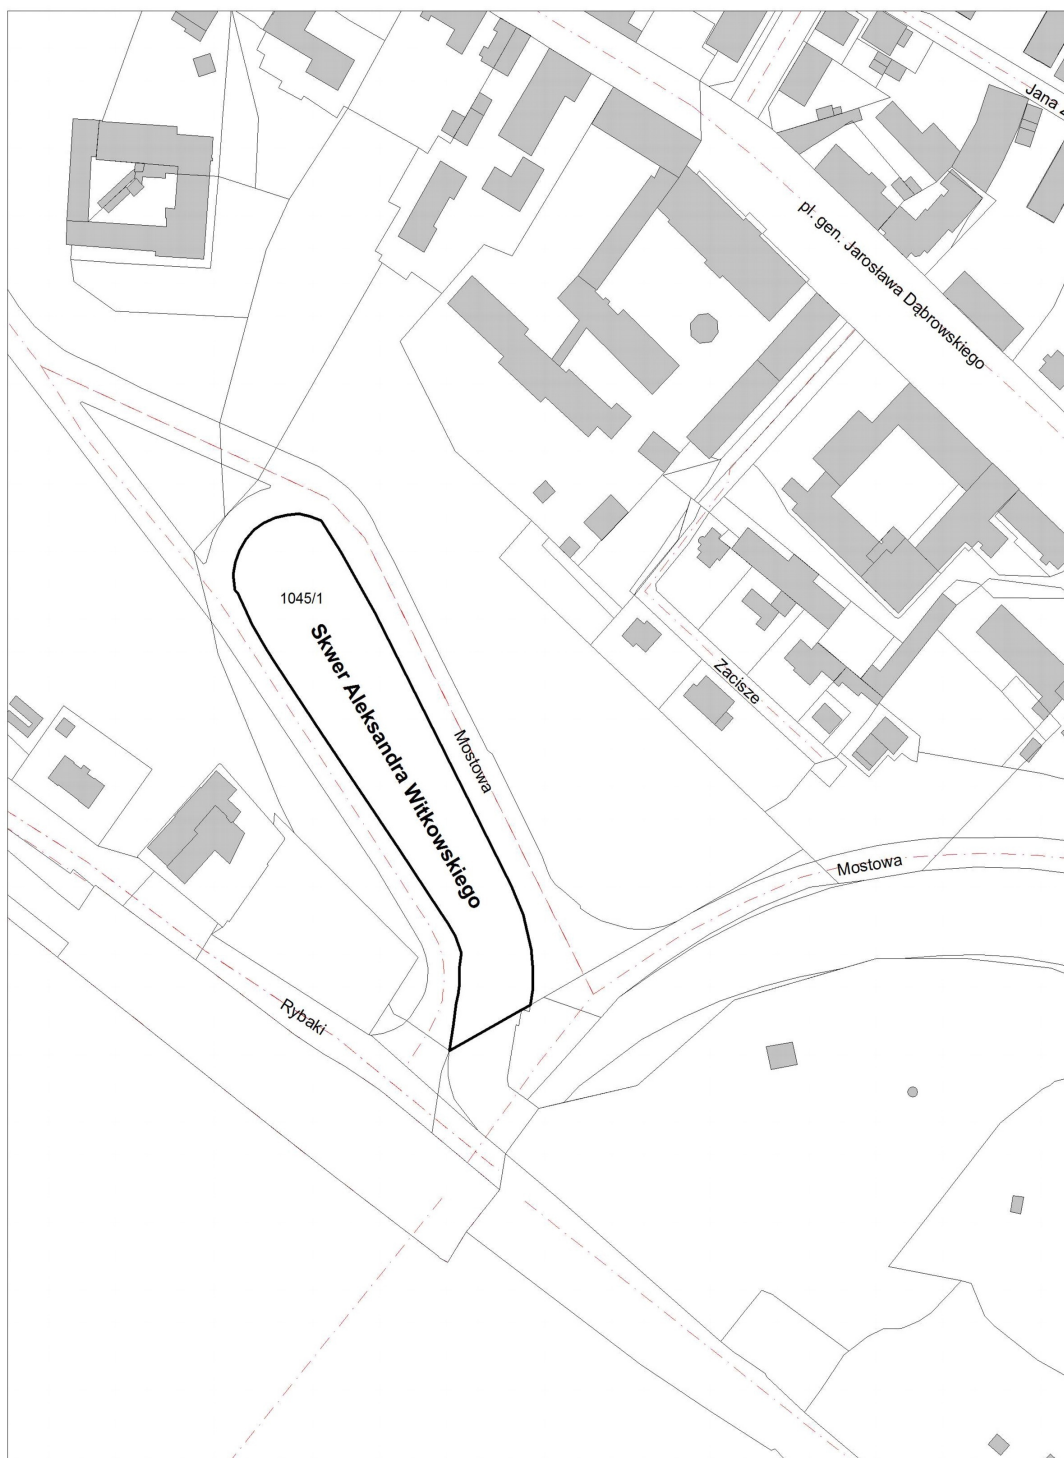 Jana
pl. gen. Jarosława Dąbrowskiego
1045/1
Skwer Aleksandra Witkowskiego
Zacisze
Mostowa
Mostowa
Rybaki